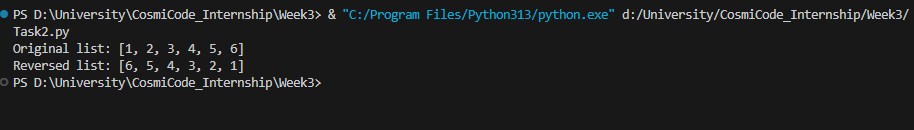 PS D:\University\CosmiCode_Internship\Week3> & "C:/Program Files/Python313/python.exe" d:/University/CosmiCode_Internship/Week3/
Task2.py
Original list: [1, 2, 3, 4, 5, 6]
Reversed list: [6, 5, 4, 3, 2, 1]
PS D:\University\CosmiCode_Internship\Week3>